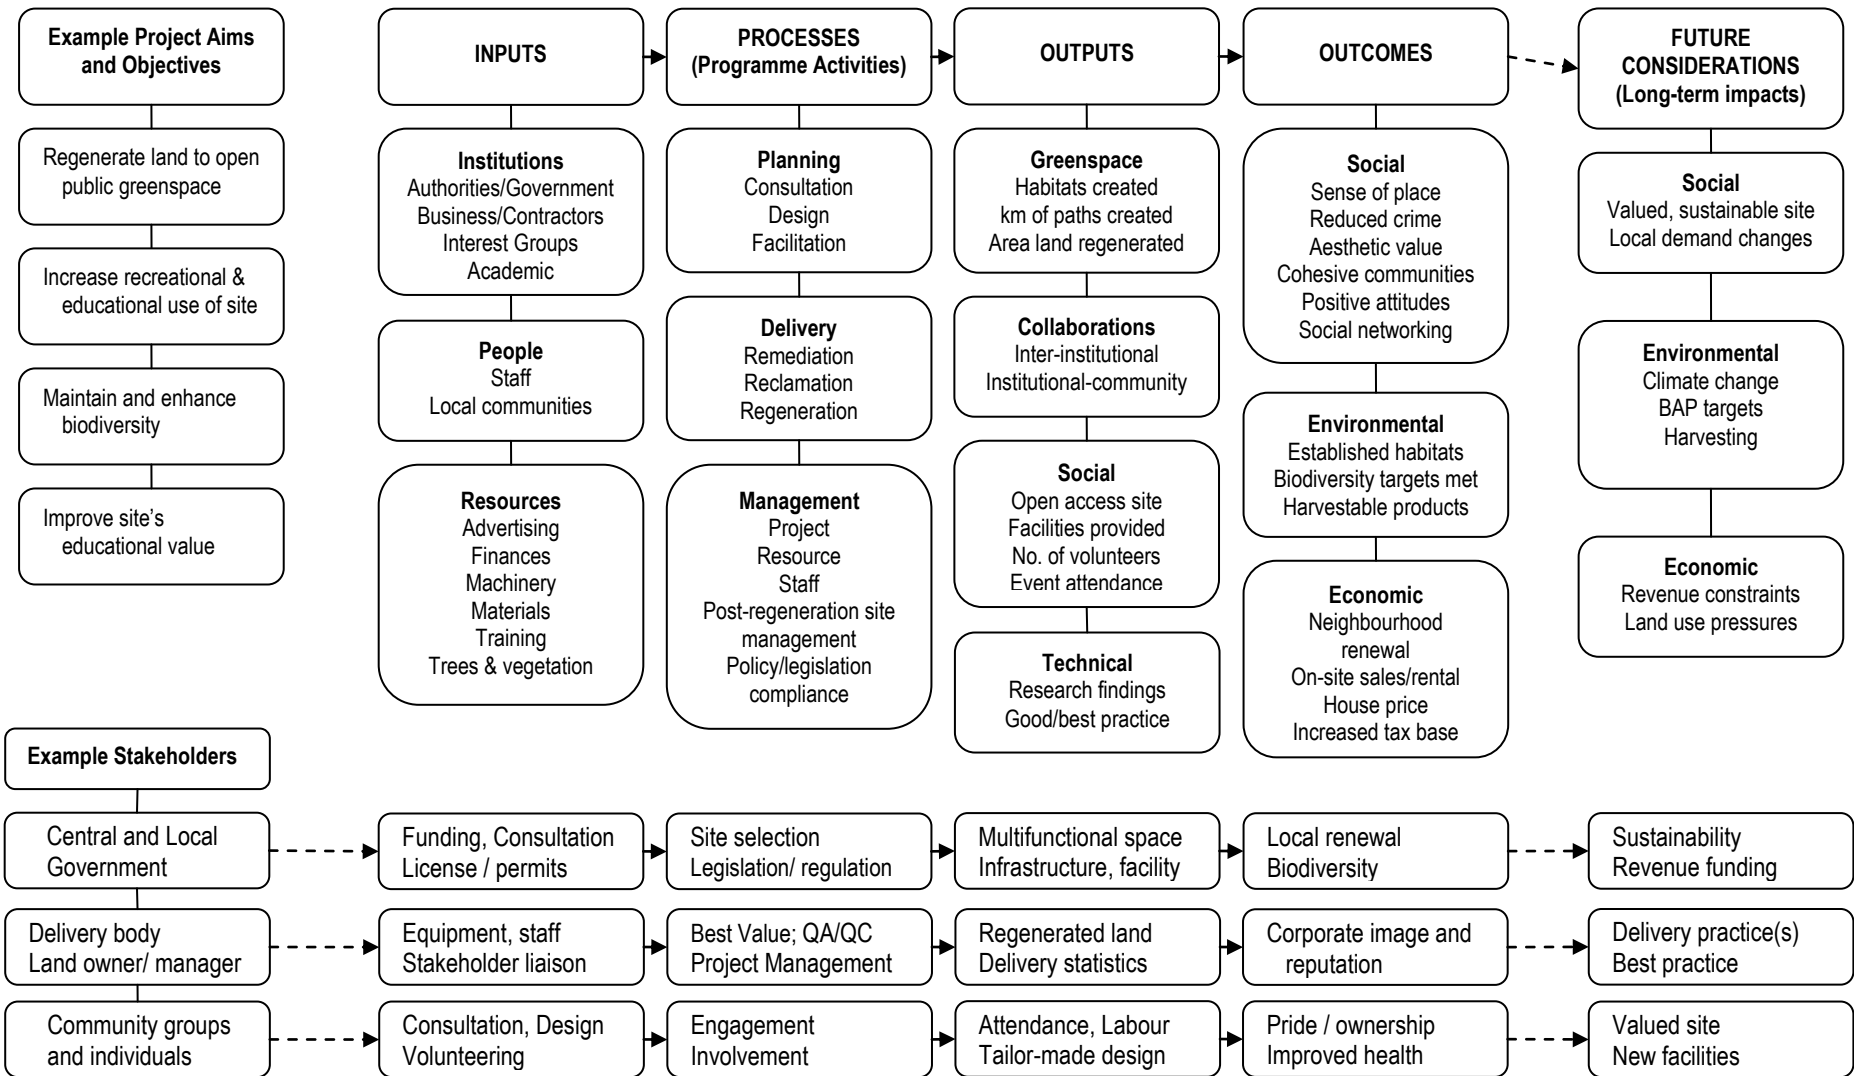 Example Project Aims
and Objectives
Regenerate land to open
public greenspace
Increase recreational &
educational use of site
Maintain and enhance
biodiversity
Improve site's
educational value
INPUTS
Institutions
Authorities/Government
Business/Contractors
Interest Groups
Academic
People
Staff
Local communities
Resources
Advertising
Finances
Machinery
Materials
Training
Trees & vegetation
PROCESSES
(Programme Activities)
Planning
Consultation
Design
Facilitation
Delivery
Remediation
Reclamation
Regeneration
Management
Project
Resource
Staff
Post-regeneration site
management
Policy/legislation
compliance
OUTPUTS
Greenspace
Habitats created
km of paths created
Area land regenerated
Collaborations
Inter-institutional
Institutional-community
Social
Open access site
Facilities provided
No. of volunteers
Event attendance
Technical
Research findings
Good/best practice
OUTCOMES
Social
Sense of place
Reduced crime
Aesthetic value
Cohesive communities
Positive attitudes
Social networking
Environmental
Established habitats
Biodiversity targets met
Harvestable products
Economic
Neighbourhood
renewal
On-site sales/rental
House price
Increased tax base
FUTURE
CONSIDERATIONS
(Long-term impacts)
Social
Valued, sustainable site
Local demand changes
Environmental
Climate change
BAP targets
Harvesting
Economic
Revenue constraints
Land use pressures
Example Stakeholders
Central and Local
Government
Funding, Consultation
License / permits
Site selection
Legislation/ regulation
Multifunctional space
Infrastructure, facility
Local renewal
Biodiversity
Sustainability
Revenue funding
Delivery body
Land owner/ manager
Equipment, staff
Stakeholder liaison
Best Value; QA/QC
Project Management
Regenerated land
Delivery statistics
Corporate image and
reputation
Delivery practice(s)
Best practice
Community groups
and individuals
Consultation, Design
Volunteering
Engagement
Involvement
Attendance, Labour
Tailor-made design
Pride / ownership
Improved health
Valued site
New facilities